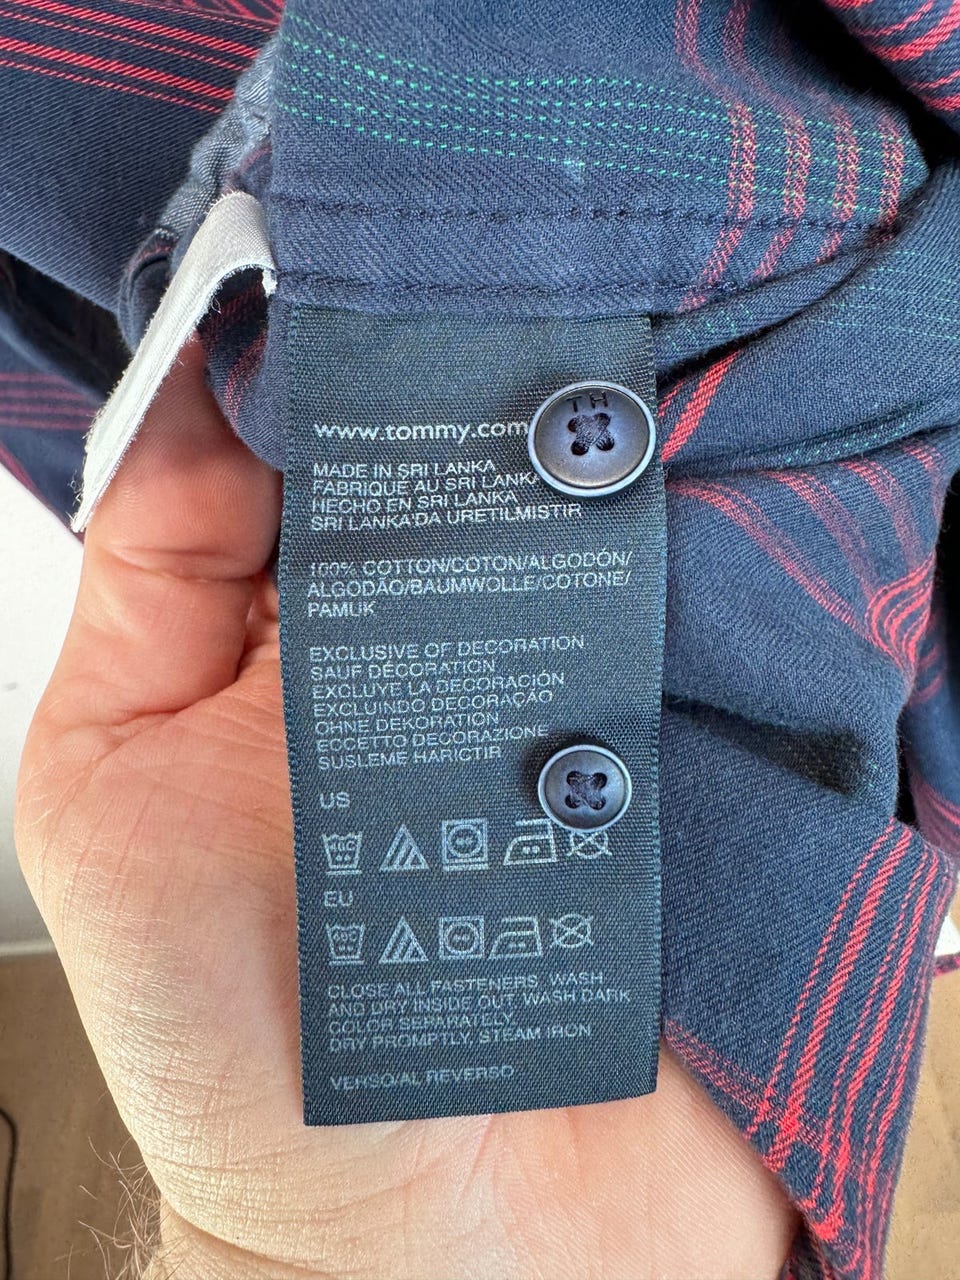 www.tommy.com
TH
MADE IN SRI LANKA
FABRIQUE AU SRI LANKA
HECHO EN SRI LANKA
SRI LANKA'DA URETILMISTIR
100% COTTON/COTON/ALGODÓN/
ALGODÃO/BAUMWOLLE/COTONE/
PAMUK
EXCLUSIVE OF DECORATION
SAUF DÉCORATION
EXCLUYE LA DECORACIÓN
EXCLUINDO DECORAÇÃO
OHNE DEKORATION
ECCETTO DECORAZIONE
SUSLEME HARICTIR
US
EU
CLOSE ALL FASTENERS, WASH
AND DRY INSIDE OUT, WASH DARK
COLOR SEPARATELY,
DRY PROMPTLY, STEAM IRON
VERSO/AL REVERSO